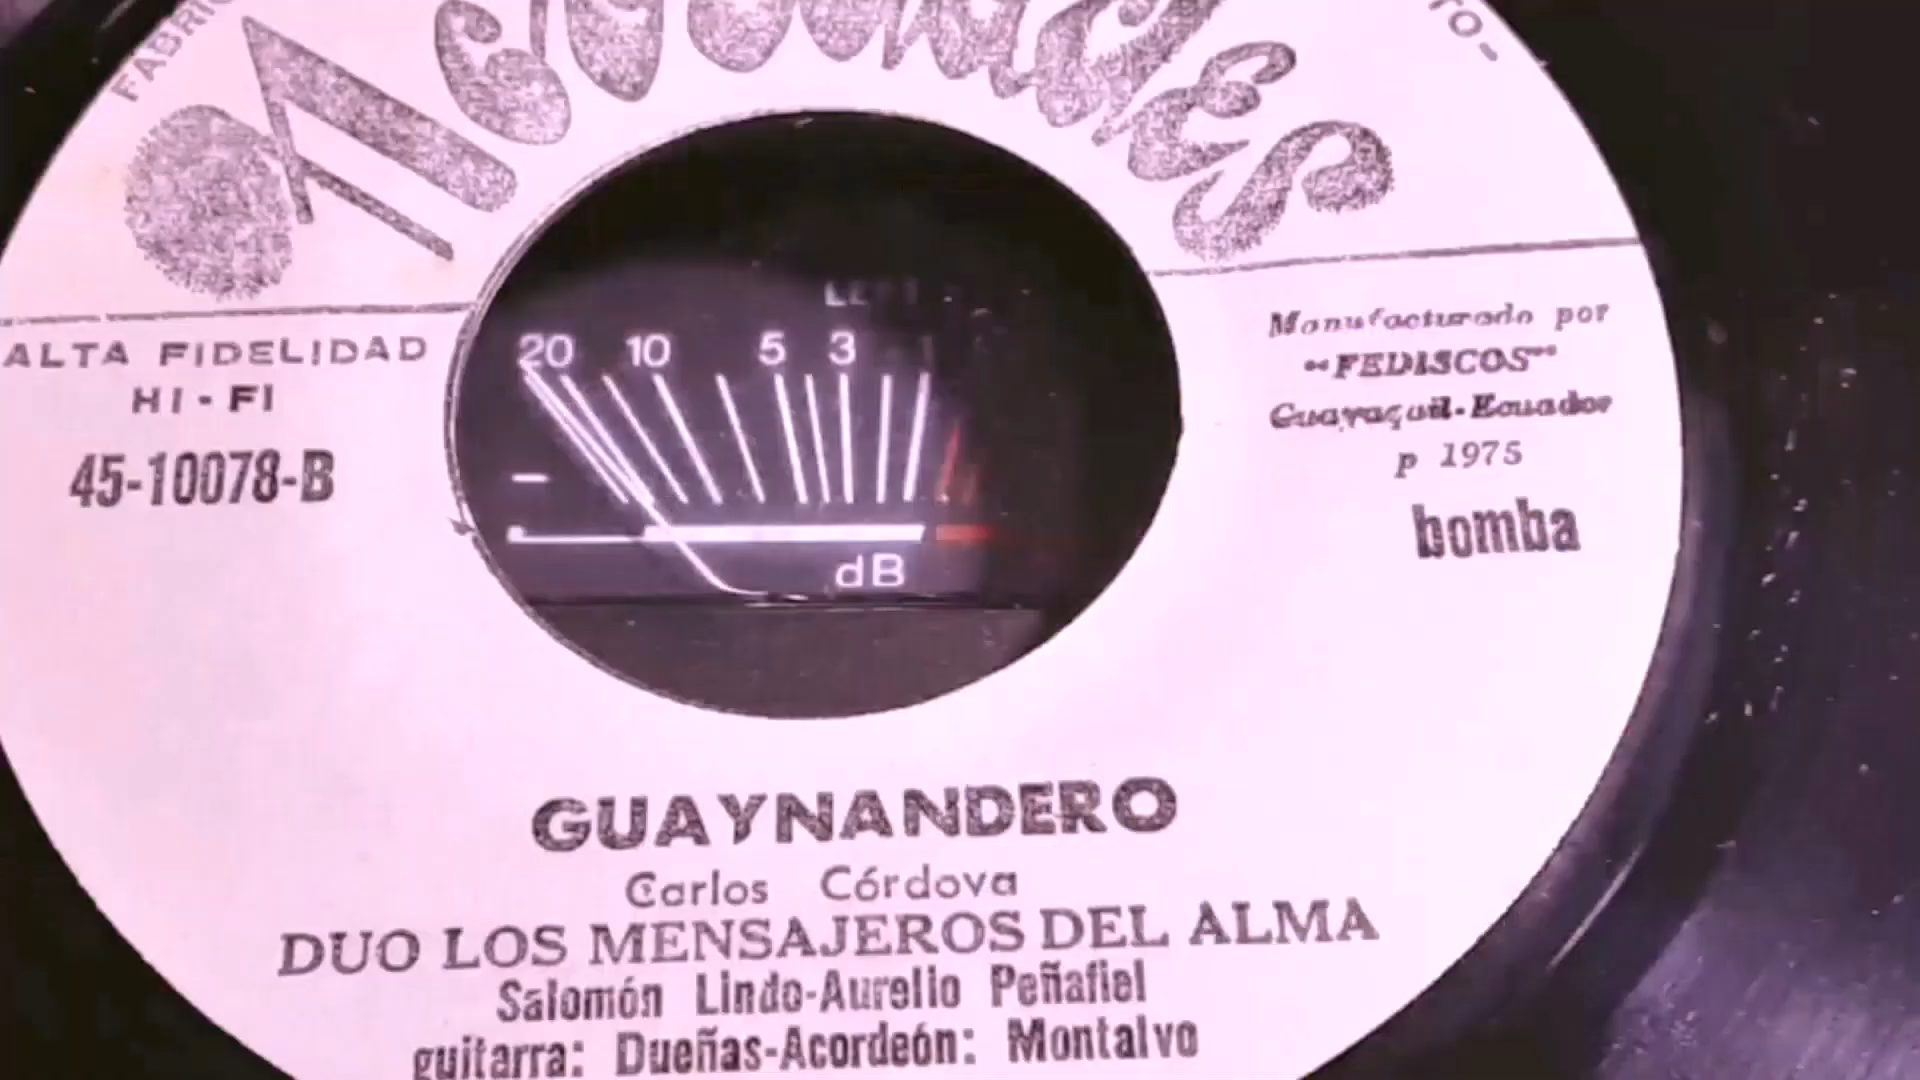 ALTA FIDELIDAD
HI-FI
45-10078-B
Manufacturado por
"FEDISCOS"
Guayaquil-Ecuador
p 1975
bomba
20 10 5 3 1
-
dB
GUAYNANDERO
Carlos Córdova
DUO LOS MENSAJEROS DEL ALMA
Salomón Lindo-Aurelio Peñafiel
guitarra: Dueñas-Acordeón: Montalvo